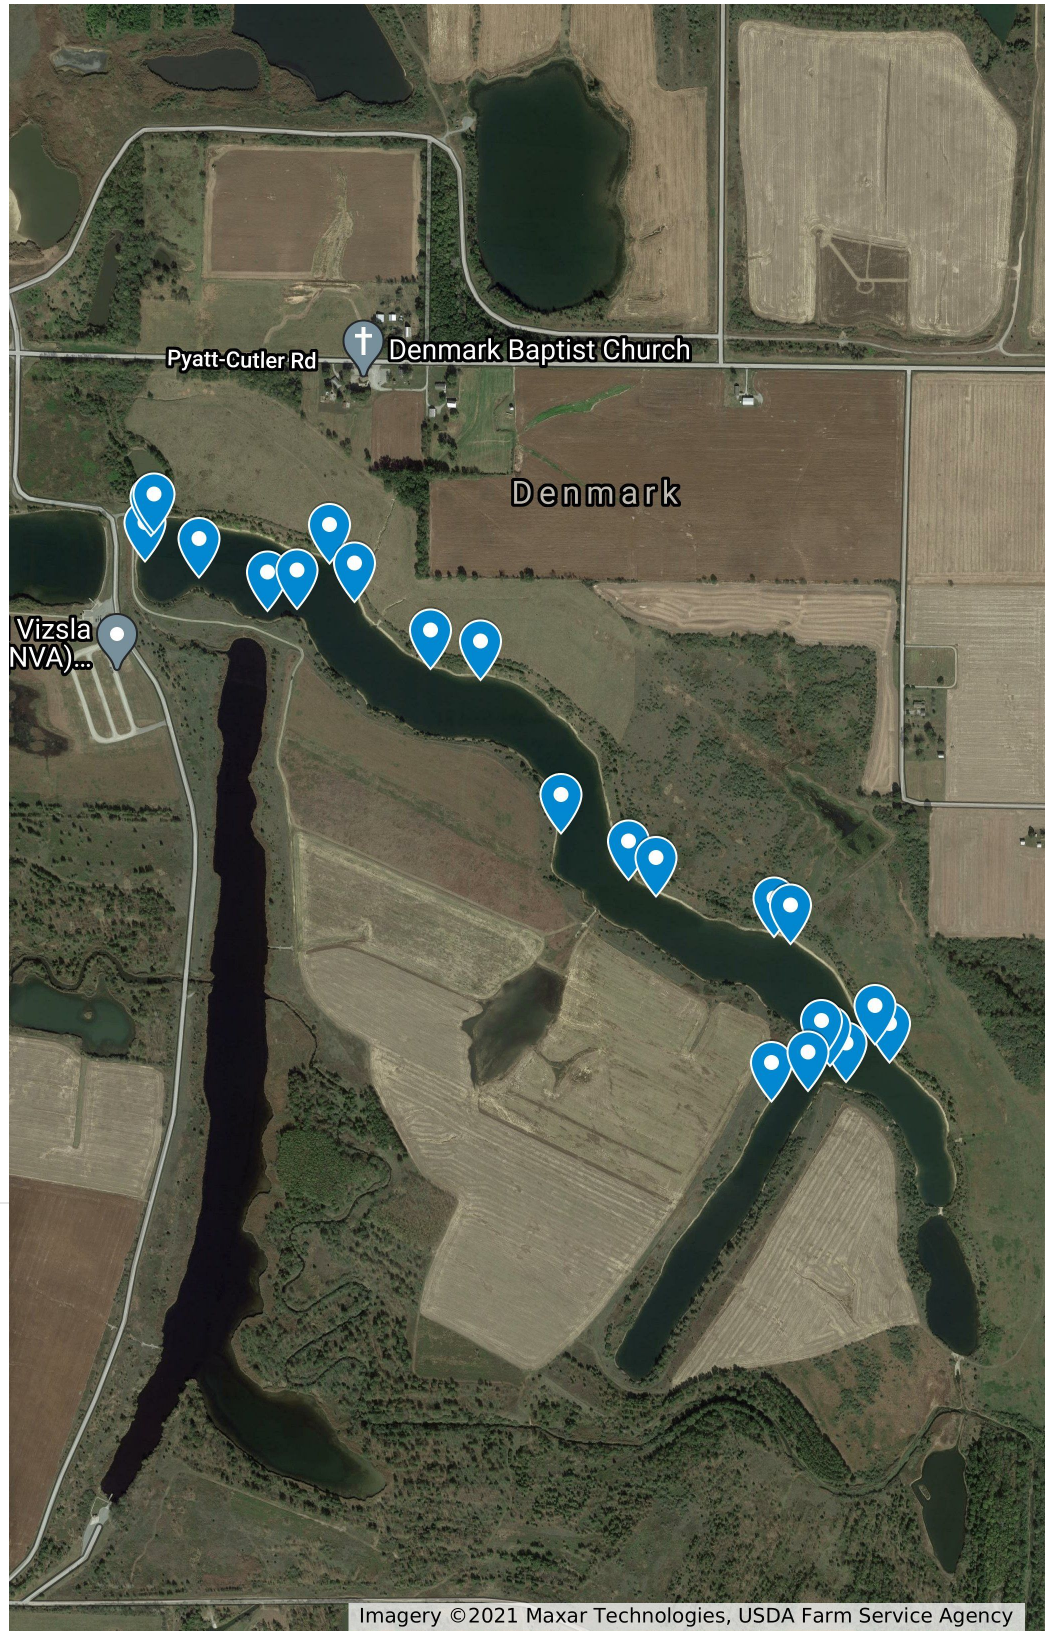 Pyatt-Cutler Rd
Denmark Baptist Church
Denmark
Vizsla
NVA)...
Imagery ©2021 Maxar Technologies, USDA Farm Service Agency